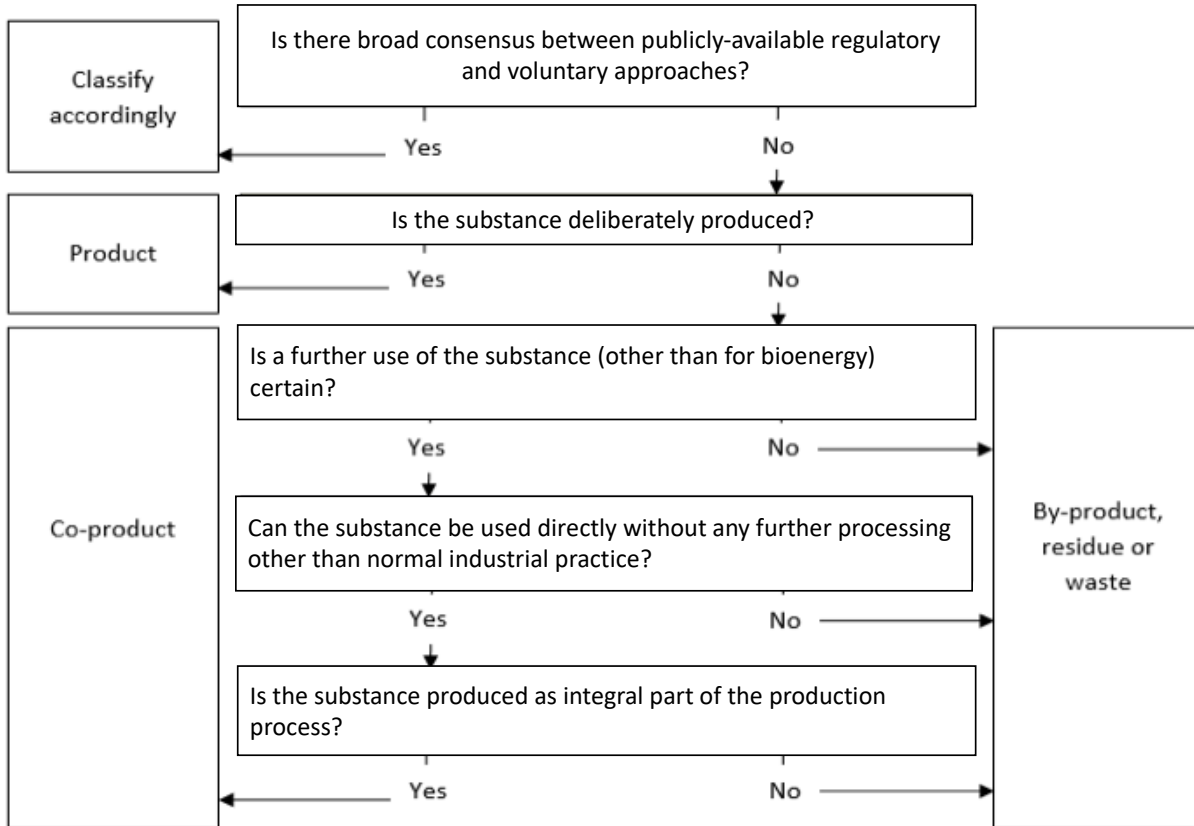 Is there broad consensus between publicly-available regulatory
and voluntary approaches?
Classify
accordingly
Yes
No
Is the substance deliberately produced?
Product
Yes
No
Is a further use of the substance (other than for bioenergy)
certain?
Yes
No
Co-product
Can the substance be used directly without any further processing
other than normal industrial practice?
By-product,
residue or
waste
Yes
No
Is the substance produced as integral part of the production
process?
Yes
No